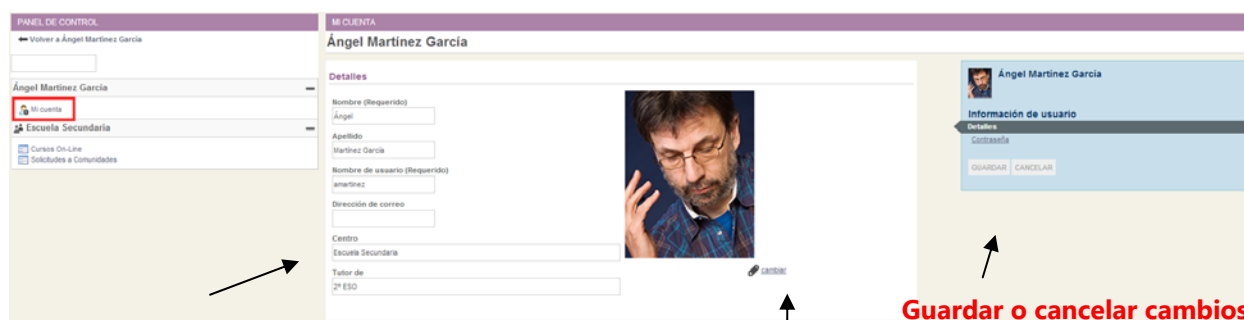 PANEL DE CONTROL
Volver a Ángel Martínez García
Ángel Martínez García
Mi cuenta
Escuela Secundaria
Cursos On-Line
Solicitudes a Comunidades
MI CUENTA
Ángel Martínez García
Detalles
Nombre (Requerido)
Ángel
Apellido
Martínez García
Nombre de usuario (Requerido)
amartinez
Dirección de correo
Centro
Escuela Secundaria
Tutor de
2º ESO
cambiar
Ángel Martínez García
Información de usuario
Detalles
Contraseña
GUARDAR CANCELAR
Guardar o cancelar cambios